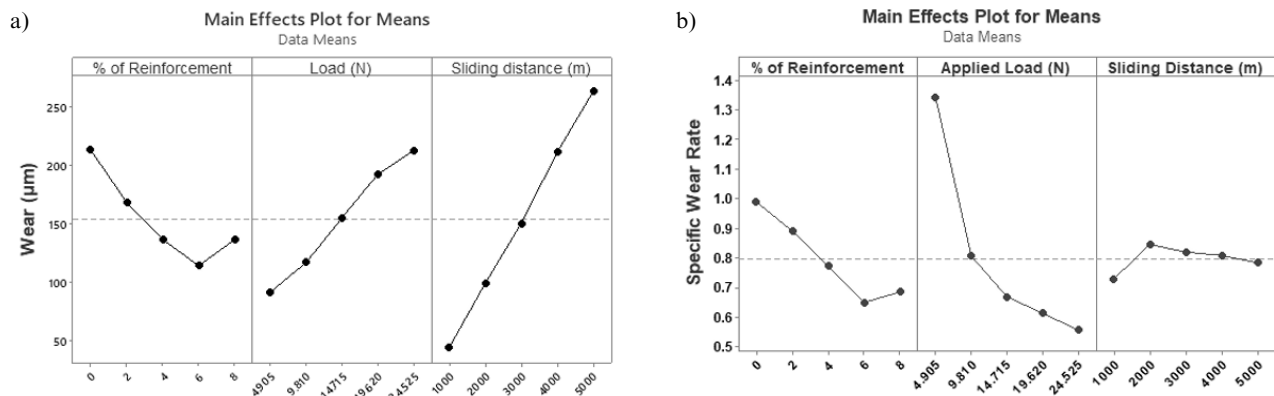 a)
Main Effects Plot for Means
Data Means
% of Reinforcement Load (N) Sliding distance (m)
Wear (µm)
250
200
150
100
50
0 2 4 6 8 4.905 9.810 14.715 19.620 24.525 1000 2000 3000 4000 5000
b)
Main Effects Plot for Means
Data Means
% of Reinforcement Applied Load (N) Sliding Distance (m)
Specific Wear Rate
1.4
1.3
1.2
1.1
1.0
0.9
0.8
0.7
0.6
0.5
0 2 4 6 8 4.905 9.810 14.715 19.620 24.525 1000 2000 3000 4000 5000